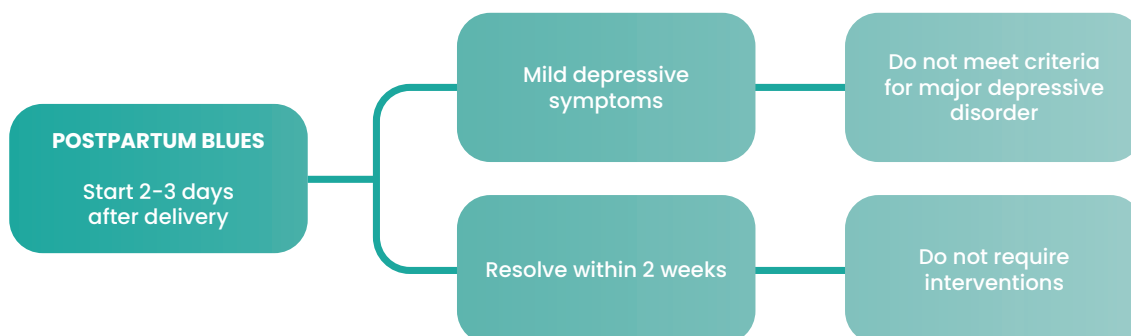 POSTPARTUM BLUES
Start 2-3 days
after delivery
Mild depressive
symptoms
Do not meet criteria
for major depressive
disorder
Resolve within 2 weeks
Do not require
interventions